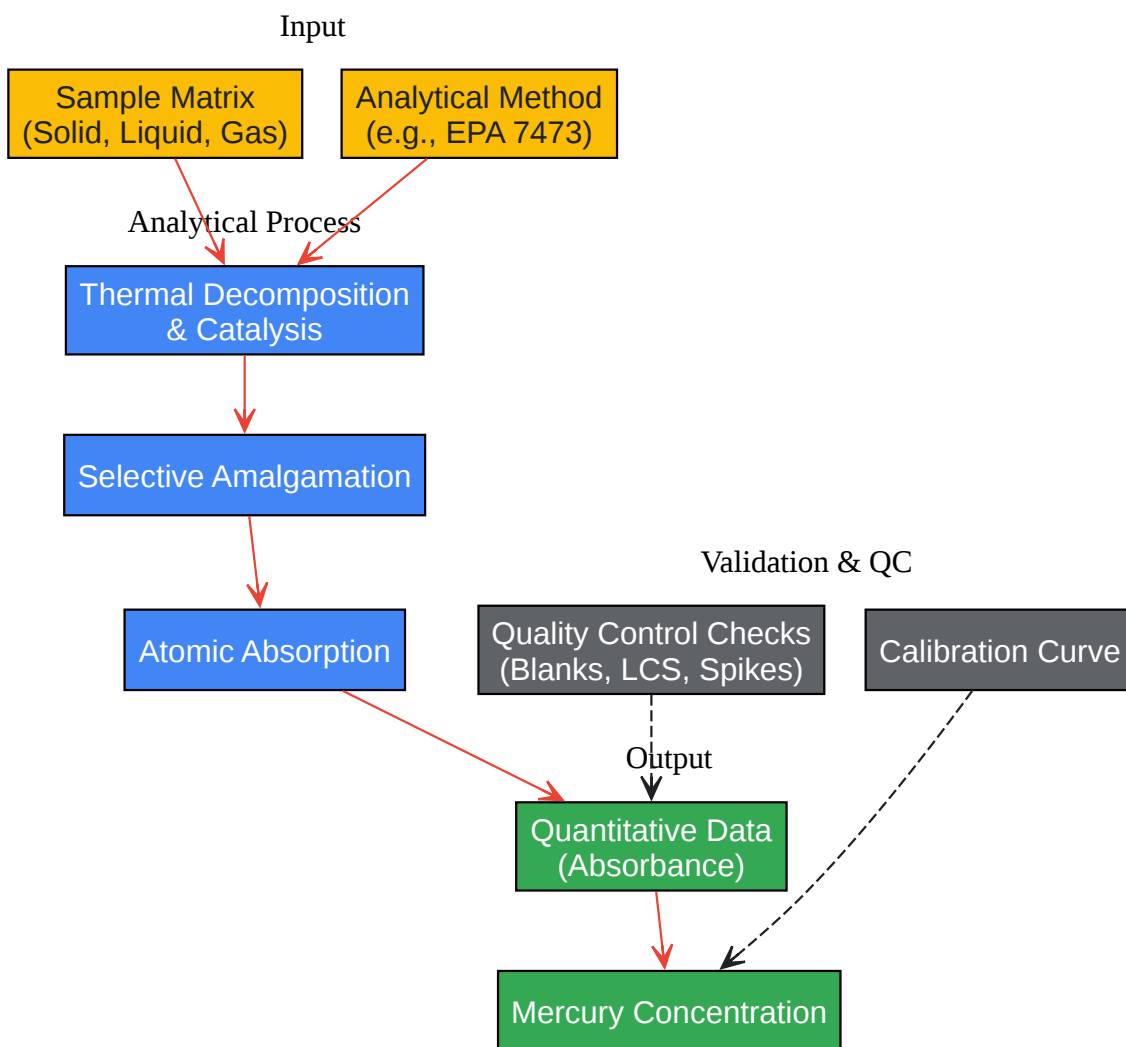 Input
Sample Matrix
(Solid, Liquid, Gas)
Analytical Method
(e.g., EPA 7473)
Analytical Process
Thermal Decomposition
& Catalysis
Selective Amalgamation
Validation & QC
Atomic Absorption
Quality Control Checks
(Blanks, LCS, Spikes)
Calibration Curve
Output
Quantitative Data
(Absorbance)
Mercury Concentration